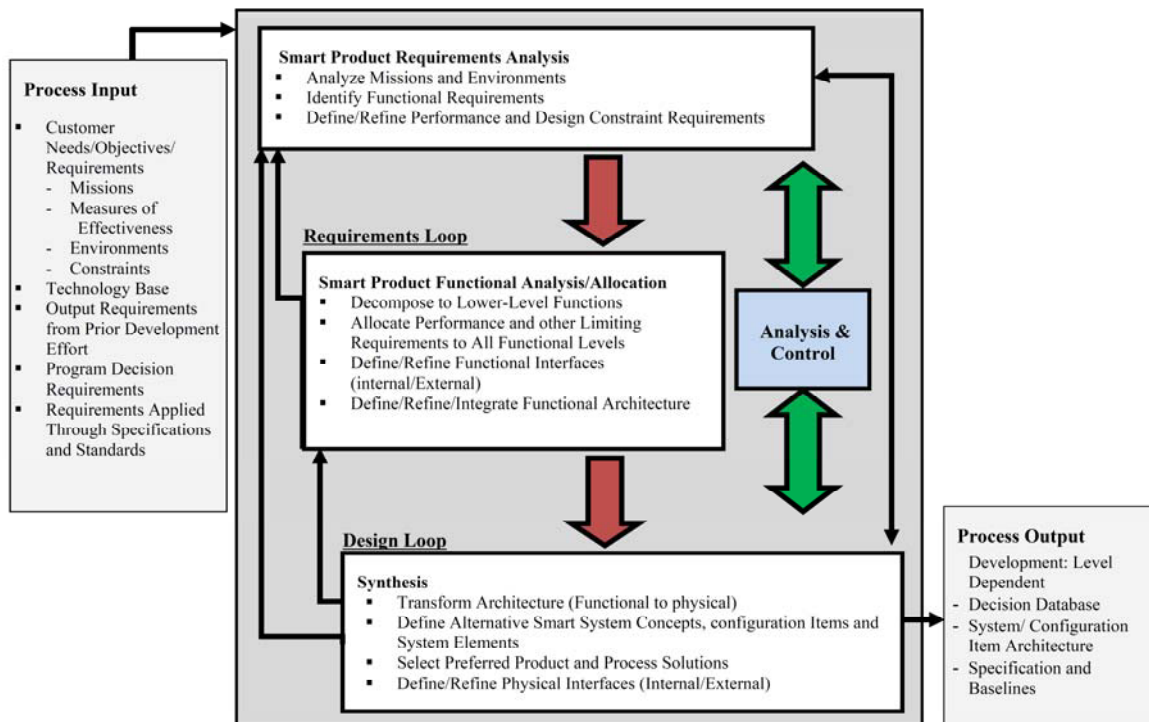 Process Input
▪ Customer
Needs/Objectives/
Requirements
- Missions
- Measures of
Effectiveness
- Environments
- Constraints
▪ Technology Base
▪ Output Requirements
from Prior Development
Effort
▪ Program Decision
Requirements
▪ Requirements Applied
Through Specifications
and Standards
Smart Product Requirements Analysis
▪ Analyze Missions and Environments
▪ Identify Functional Requirements
▪ Define/Refine Performance and Design Constraint Requirements
Requirements Loop
Smart Product Functional Analysis/Allocation
▪ Decompose to Lower-Level Functions
▪ Allocate Performance and other Limiting
Requirements to All Functional Levels
▪ Define/Refine Functional Interfaces
(internal/External)
▪ Define/Refine/Integrate Functional Architecture
Analysis &
Control
Design Loop
Synthesis
▪ Transform Architecture (Functional to physical)
▪ Define Alternative Smart System Concepts, configuration Items and
System Elements
▪ Select Preferred Product and Process Solutions
▪ Define/Refine Physical Interfaces (Internal/External)
Process Output
Development: Level
Dependent
- Decision Database
- System/ Configuration
Item Architecture
- Specification and
Baselines